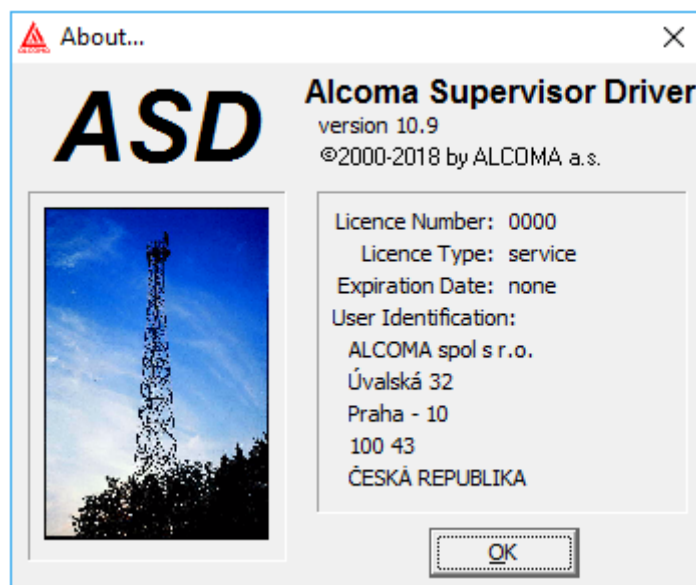 ALCOMA
About...
ASD
Alcoma Supervisor Driver
version 10.9
©2000-2018 by ALCOMA a.s.
Licence Number: 0000
Licence Type: service
Expiration Date: none
User Identification:
ALCOMA spol s r.o.
Úvalská 32
Praha - 10
100 43
ČESKÁ REPUBLIKA
OK